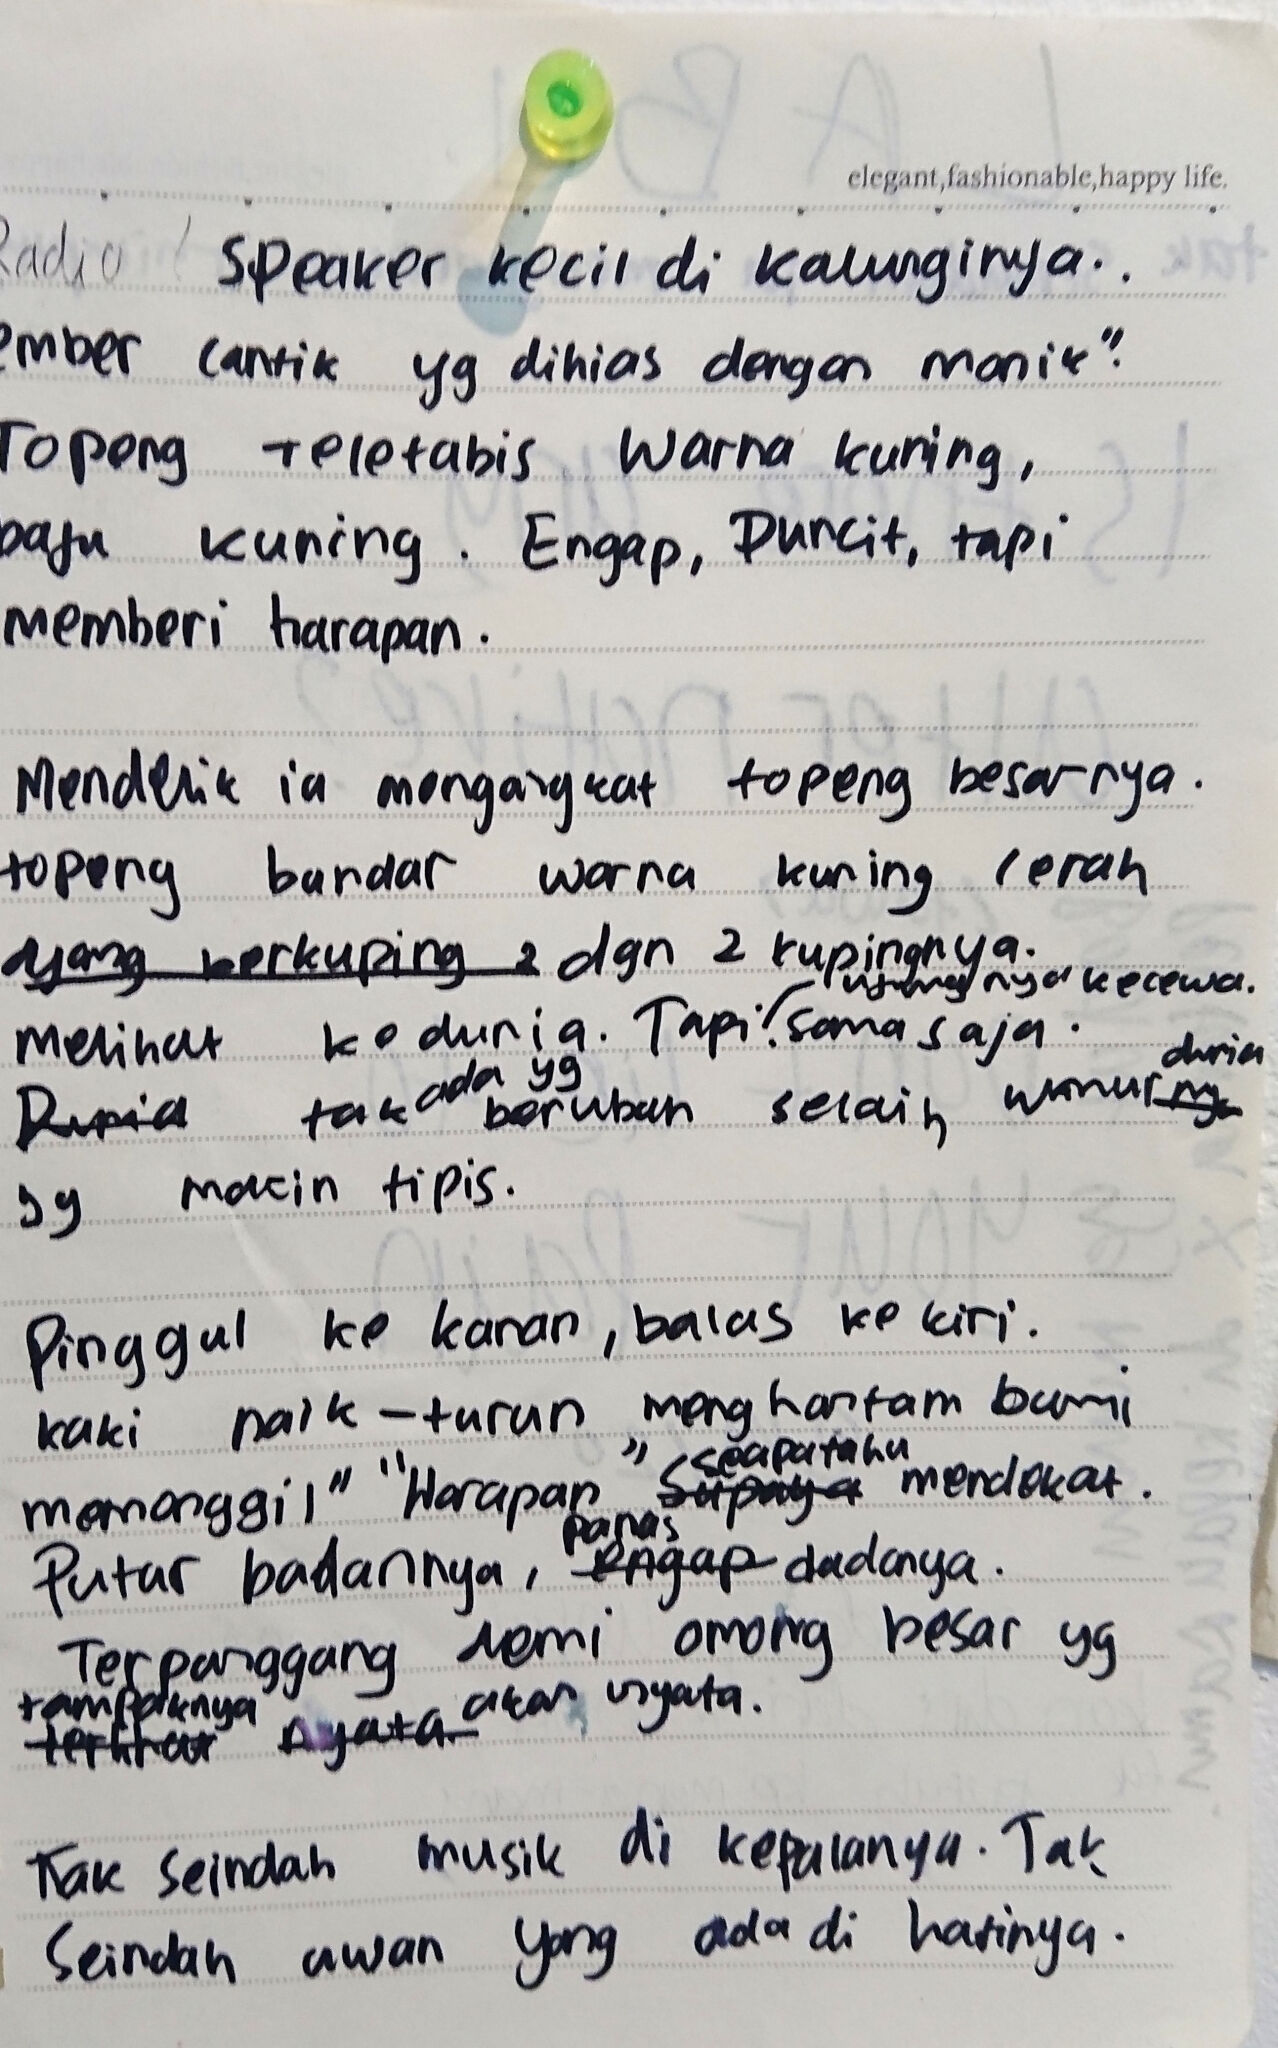 elegant,fashionable,happy life.
Radio / Speaker kecil di kalunginya..
ember cantik yg dihias dengan manik".
Topeng Teletabis Warna kuning,
baju kuning. Engap, Duncit, tapi
memberi harapan.
Mendelik ia mengangkat topeng besarnya.
topeng bundar warna kuning cerah
yang berkuping 2 dgn 2 kupingnya.
nya kecewa.
Melihat ke dunia. Tapi sama saja.
ada yg dunia
Dunia tak berubah selain
yg makin tipis.
Pinggul ke kanan, balas ke kiri.
kaki naik-turun menghantam bumi
seapatahu
memanggil" "Harapan" Supaya mendekat.
panas
Putar badannya, engap dadanya.
Terpanggang demi omong besar yg
tampaknya akan nyata.
terlihat nyata
Tak seindah musik di kepalanya. Tak
Seindah awan yang ada di hatinya.